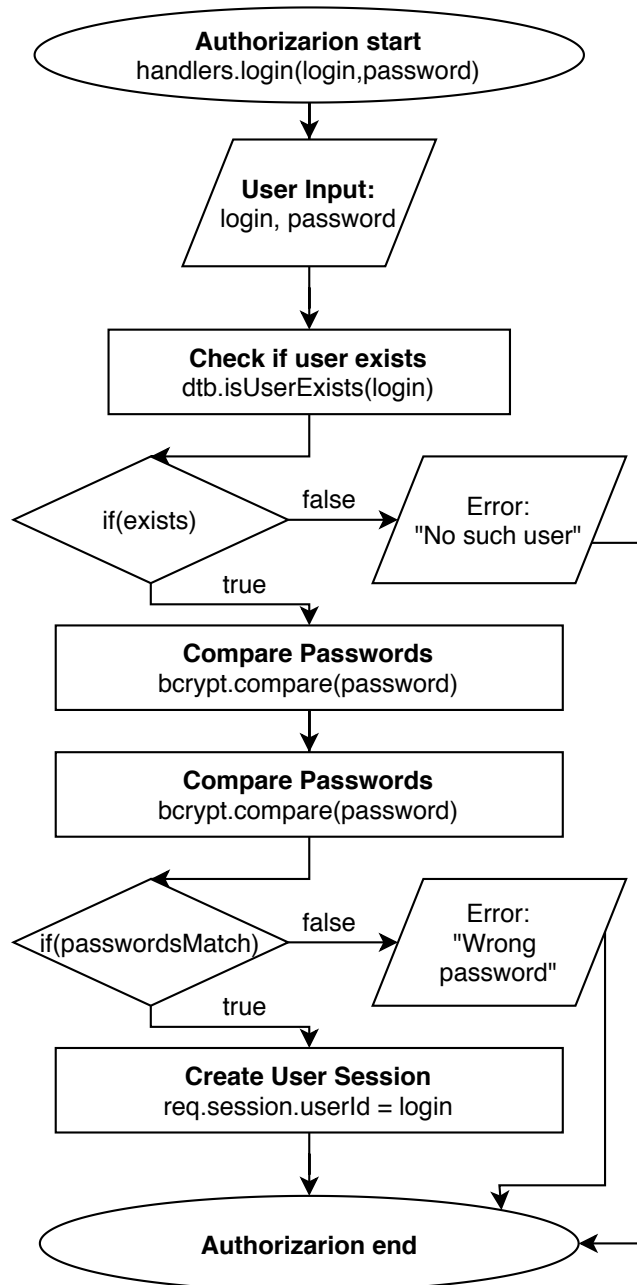 Authorizarion start
handlers.login(login,password)
User Input:
login, password
Check if user exists
dtb.isUserExists(login)
if(exists)
false
Error:
"No such user"
true
Compare Passwords
bcrypt.compare(password)
Compare Passwords
bcrypt.compare(password)
if(passwordsMatch)
false
Error:
"Wrong
password"
true
Create User Session
req.session.userId = login
Authorizarion end